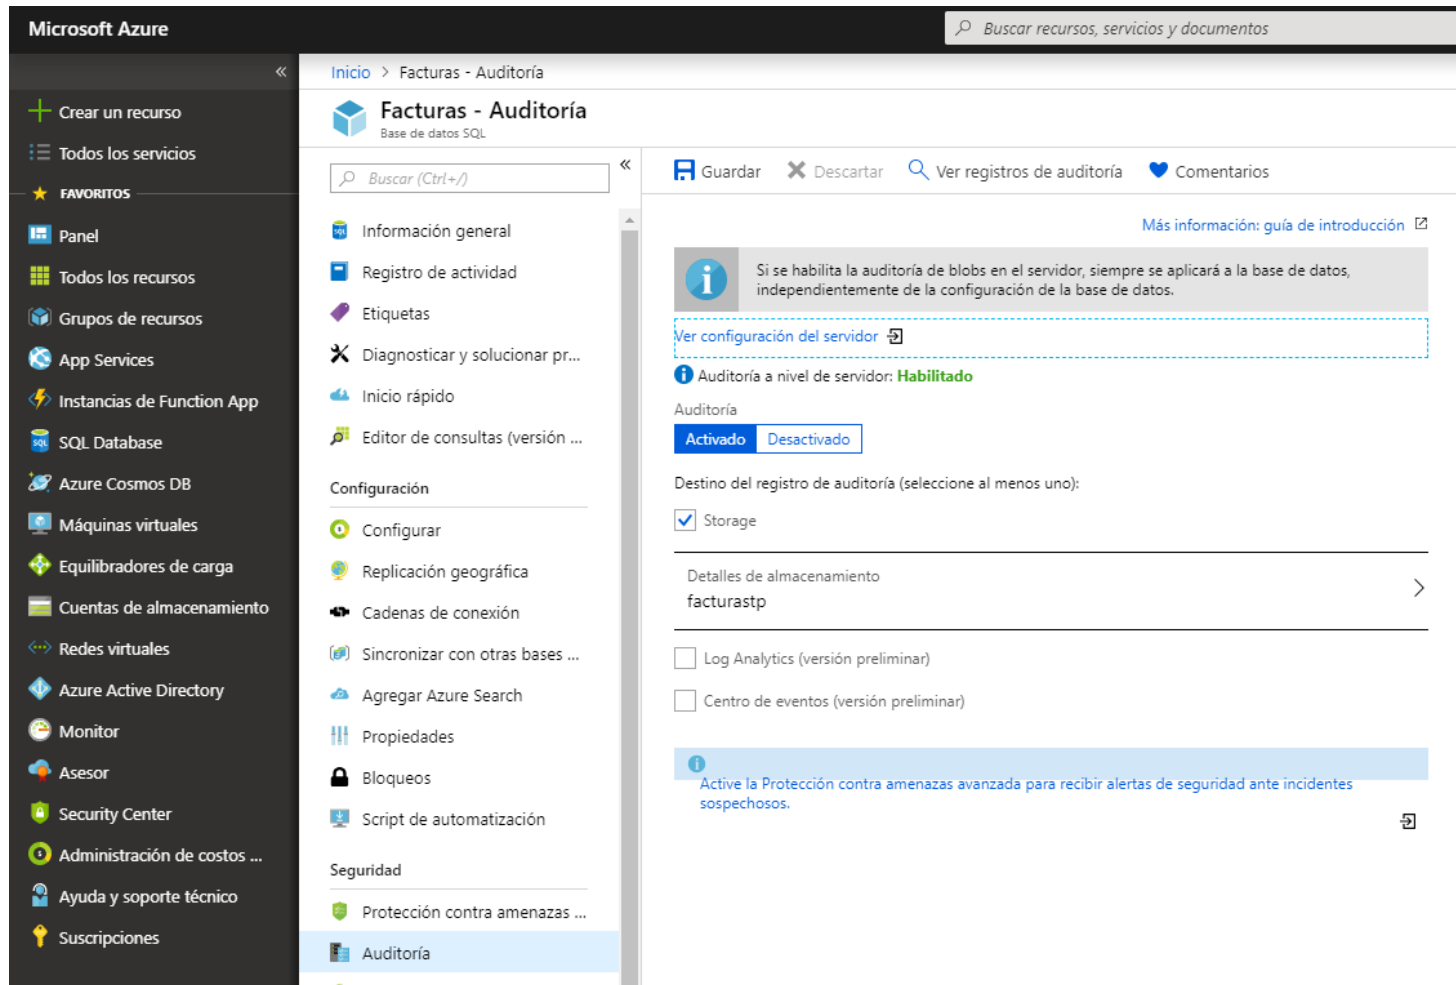 Microsoft Azure
Buscar recursos, servicios y documentos
«
Crear un recurso
Todos los servicios
FAVORITOS
Panel
Todos los recursos
Grupos de recursos
App Services
Instancias de Function App
SQL Database
Azure Cosmos DB
Máquinas virtuales
Equilibradores de carga
Cuentas de almacenamiento
Redes virtuales
Azure Active Directory
Monitor
Asesor
Security Center
Administración de costos ...
Ayuda y soporte técnico
Suscripciones
Inicio > Facturas - Auditoría
Facturas - Auditoría
Base de datos SQL
Buscar (Ctrl+/)
«
Información general
Registro de actividad
Etiquetas
Diagnosticar y solucionar pr...
Inicio rápido
Editor de consultas (versión ...
Configuración
Configurar
Replicación geográfica
Cadenas de conexión
Sincronizar con otras bases ...
Agregar Azure Search
Propiedades
Bloqueos
Script de automatización
Seguridad
Protección contra amenazas ...
Auditoría
Guardar Descartar Ver registros de auditoría Comentarios
Más información: guía de introducción
Si se habilita la auditoría de blobs en el servidor, siempre se aplicará a la base de datos,
independientemente de la configuración de la base de datos.
Ver configuración del servidor
Auditoría a nivel de servidor: Habilitado
Auditoría
Activado Desactivado
Destino del registro de auditoría (seleccione al menos uno):
Storage
Detalles de almacenamiento
facturastp
Log Analytics (versión preliminar)
Centro de eventos (versión preliminar)
Active la Protección contra amenazas avanzada para recibir alertas de seguridad ante incidentes
sospechosos.